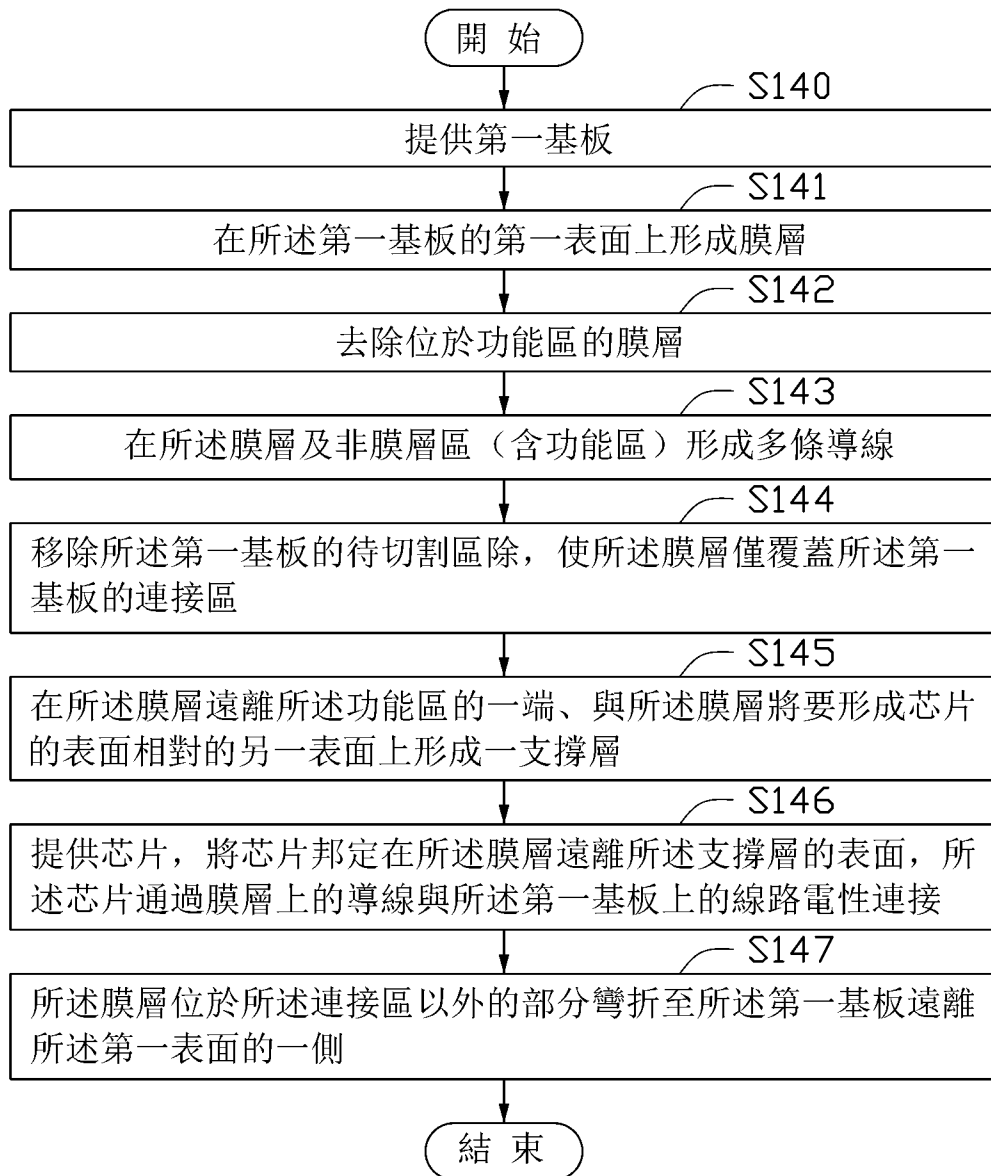 開 始
S140
提供第一基板
S141
在所述第一基板的第一表面上形成膜層
S142
去除位於功能區的膜層
S143
在所述膜層及非膜層區（含功能區）形成多條導線
S144
移除所述第一基板的待切割區除，使所述膜層僅覆蓋所述第一
基板的連接區
S145
在所述膜層遠離所述功能區的一端、與所述膜層將要形成芯片
的表面相對的另一表面上形成一支撐層
S146
提供芯片，將芯片邦定在所述膜層遠離所述支撐層的表面，所
述芯片通過膜層上的導線與所述第一基板上的線路電性連接
S147
所述膜層位於所述連接區以外的部分彎折至所述第一基板遠離
所述第一表面的一側
結 束